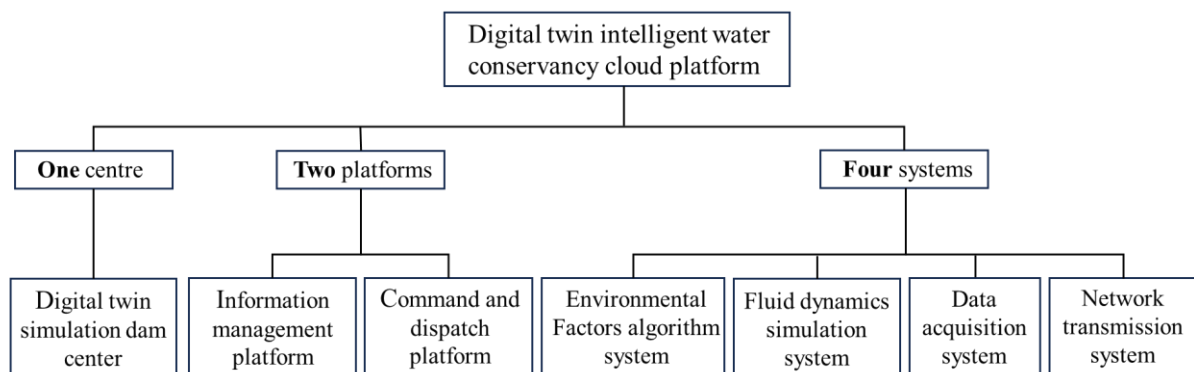 Digital twin intelligent water
conservancy cloud platform
One centre
Two platforms
Four systems
Digital twin
simulation dam
center
Information
management
platform
Command and
dispatch
platform
Environmental
Factors algorithm
system
Fluid dynamics
simulation
system
Data
acquisition
system
Network
transmission
system